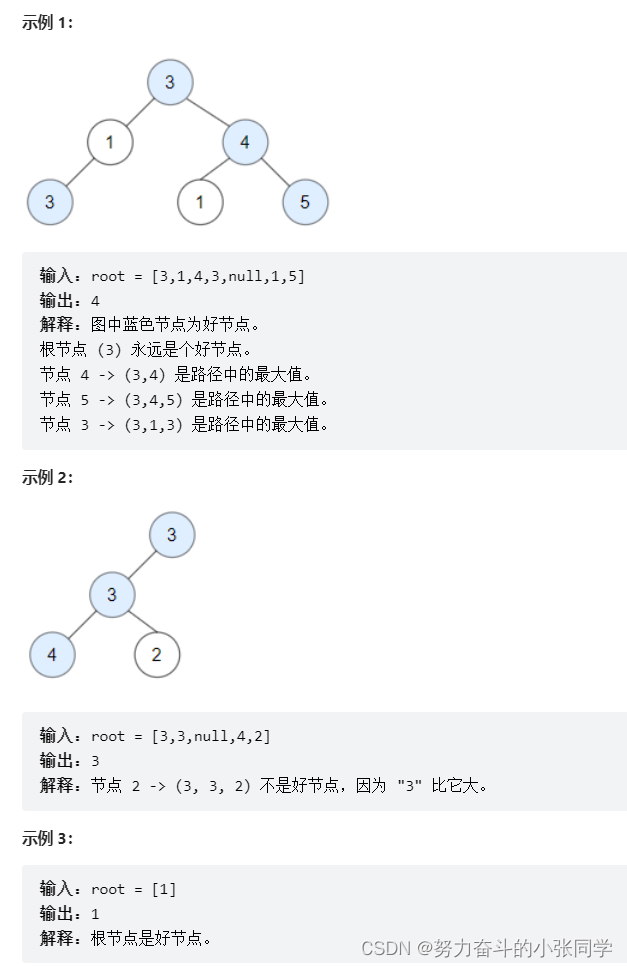 示例 1：
3
1
4
3
1
5
输入：root = [3,1,4,3,null,1,5]
输出：4
解释：图中蓝色节点为好节点。
根节点 (3) 永远是个好节点。
节点 4 -> (3,4) 是路径中的最大值。
节点 5 -> (3,4,5) 是路径中的最大值。
节点 3 -> (3,1,3) 是路径中的最大值。
示例 2：
3
3
4
2
输入：root = [3,3,null,4,2]
输出：3
解释：节点 2 -> (3, 3, 2) 不是好节点，因为 "3" 比它大。
示例 3：
输入：root = [1]
输出：1
解释：根节点是好节点。
CSDN @努力奋斗的小张同学